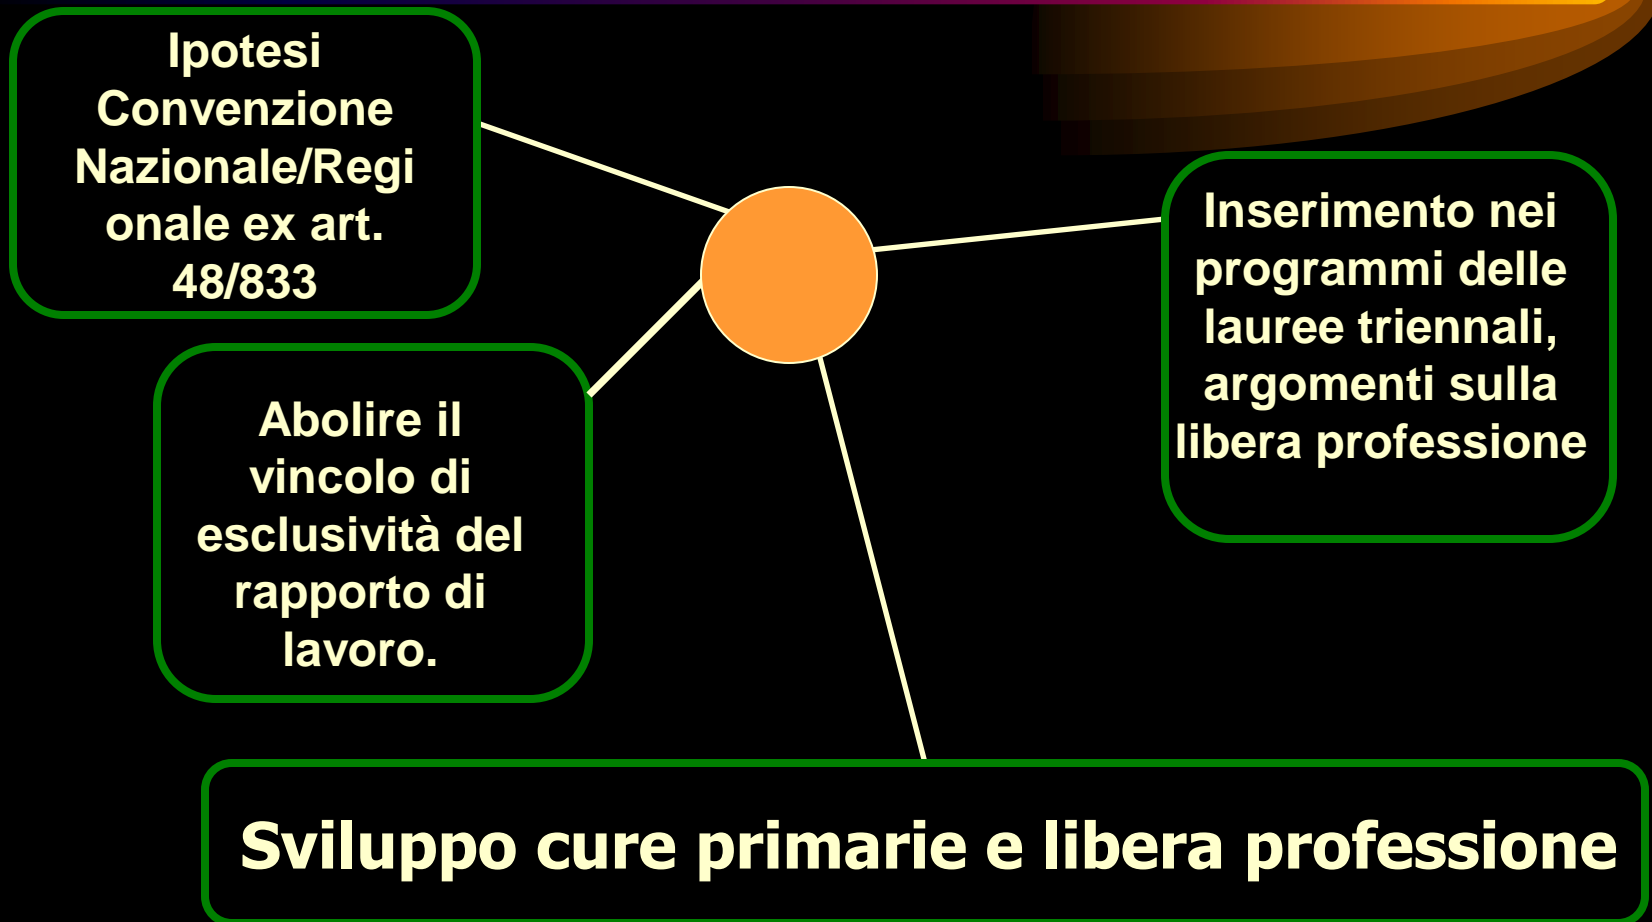 Ipotesi
Convenzione
Nazionale/Regi
onale ex art.
48/833
Inserimento nei
programmi delle
lauree triennali,
argomenti sulla
libera professione
Abolire il
vincolo di
esclusività del
rapporto di
lavoro.
Sviluppo cure primarie e libera professione